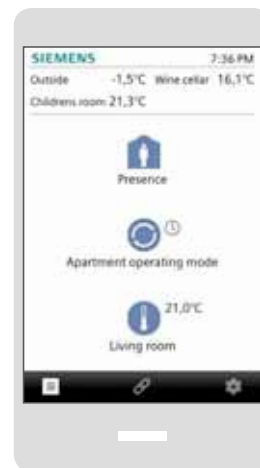 SIEMENS 7:36 PM
Outside -1,5°C Wine cellar 16,1°C
Childrens room 21,3°C
Presence
Apartment operating mode
21,0°C
Living room